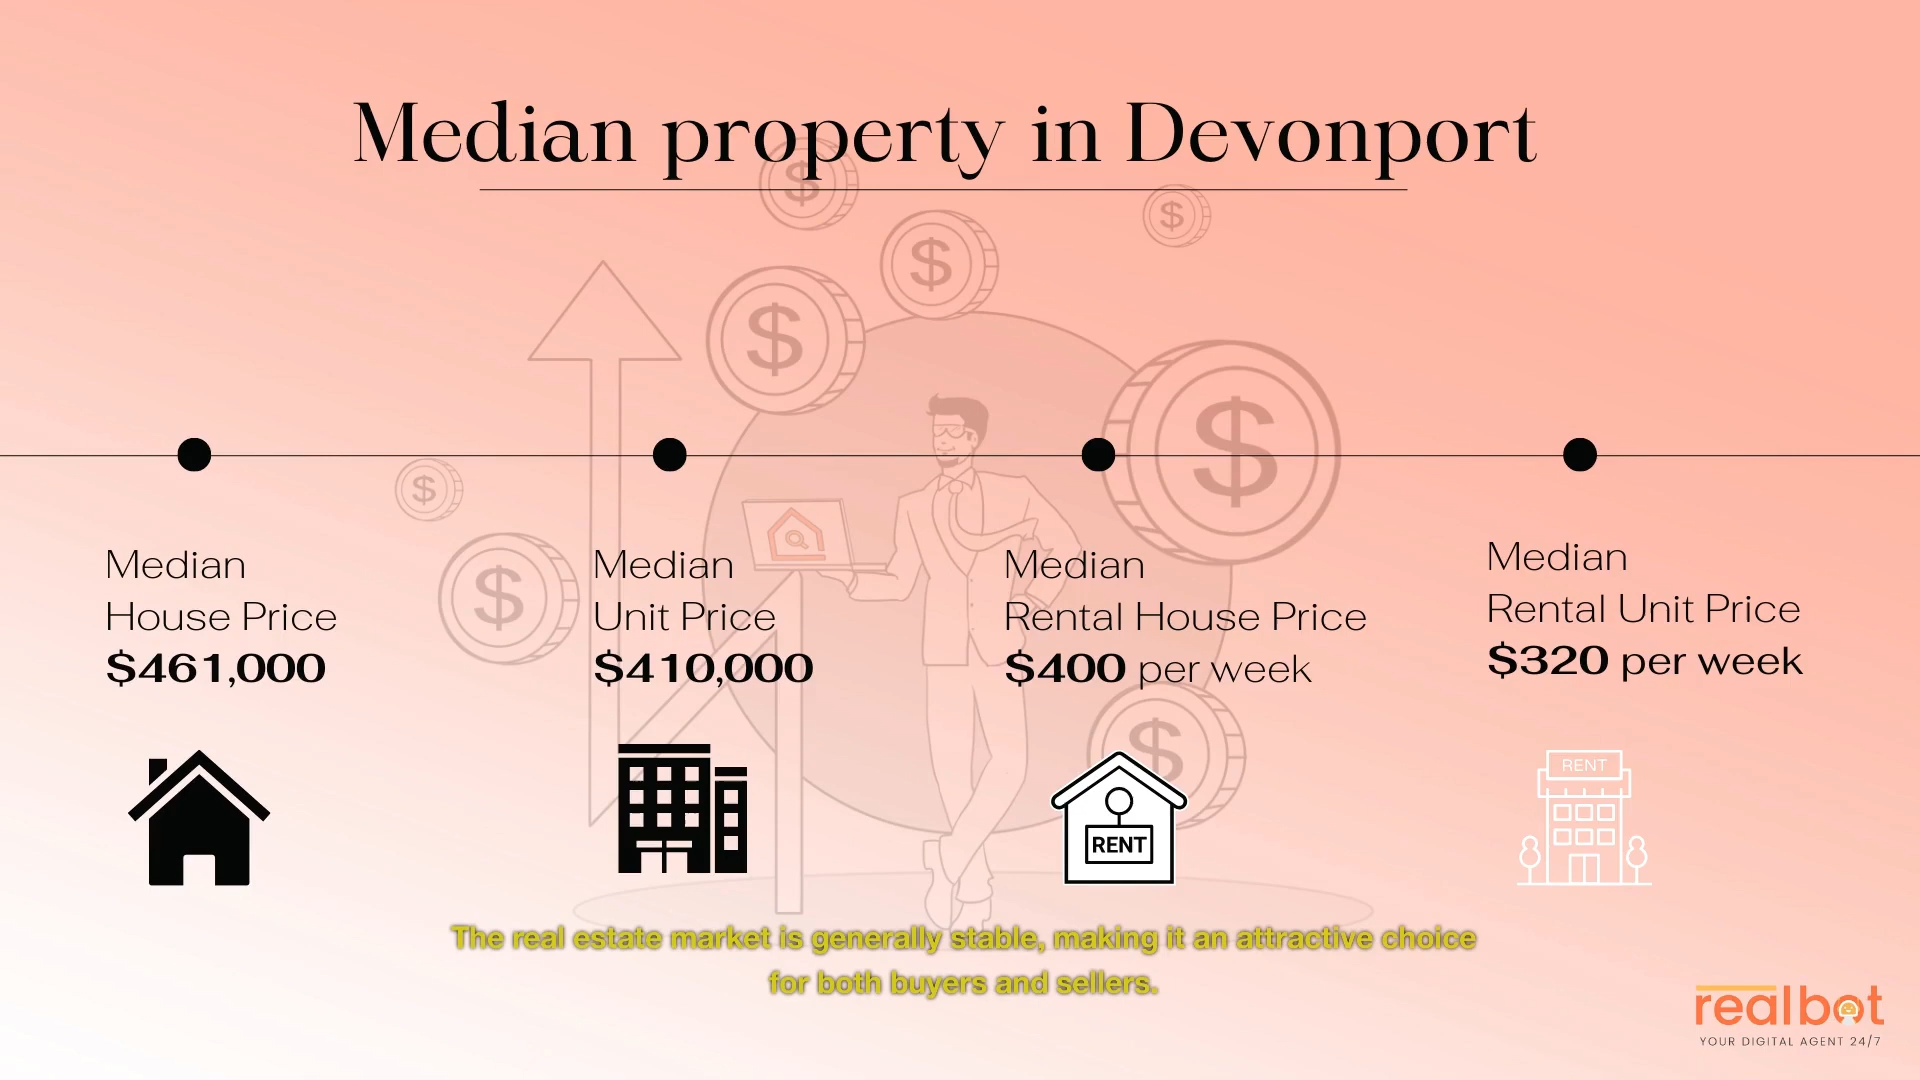 Median property in Devonport
Median
House Price
$461,000
Median
Unit Price
$410,000
Median
Rental House Price
$400 per week
Median
Rental Unit Price
$320 per week
RENT
RENT
The real estate market is generally stable, making it an attractive choice
for both buyers and sellers.
realbot
YOUR DIGITAL AGENT 24/7